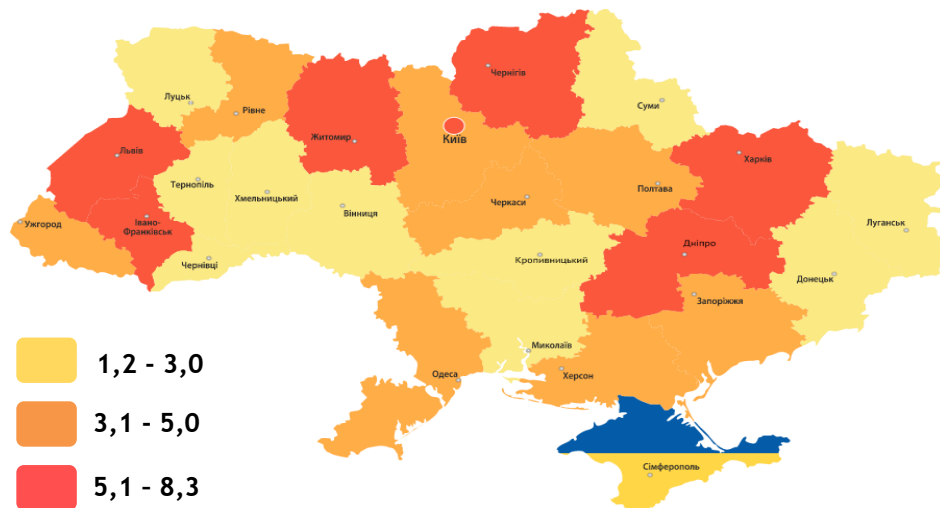 Чернігів
Луцьк
Рівне
Суми
Житомир
Київ
Львів
Харків
Тернопіль
Хмельницький
Вінниця
Черкаси
Полтава
Ужгород
Івано-
Франківськ
Луганськ
Чернівці
Кропивницький
Дніпро
Донецьк
Запоріжжя
Миколаїв
Одеса
Херсон
Сімферополь
1,2 - 3,0
3,1 - 5,0
5,1 – 8,3